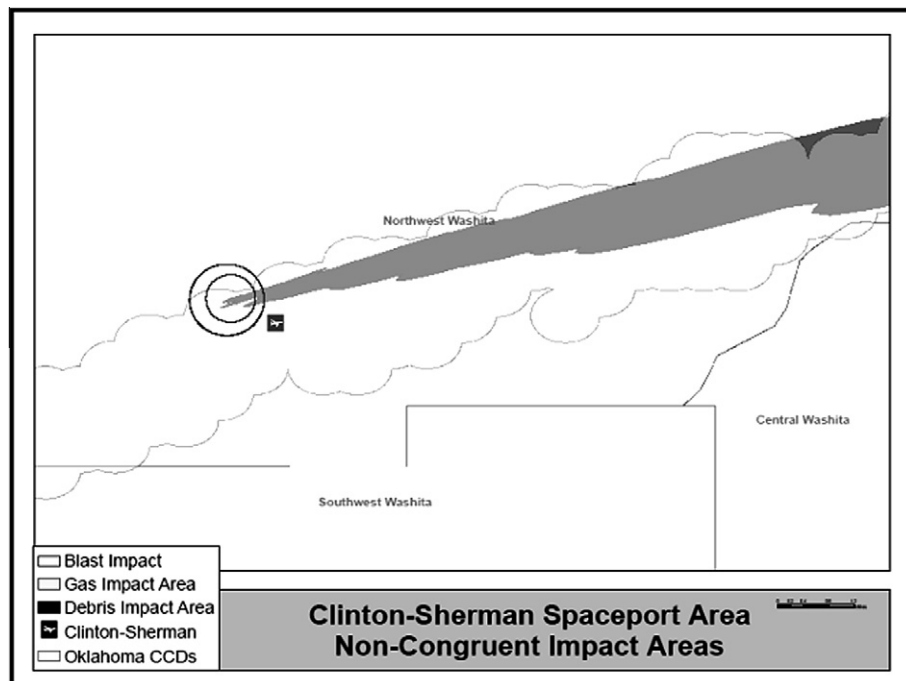 Northwest Washita
Central Washita
Southwest Washita
Blast Impact
Gas Impact Area
Debris Impact Area
Clinton-Sherman
Oklahoma CCDs
Clinton-Sherman Spaceport Area
Non-Congruent Impact Areas